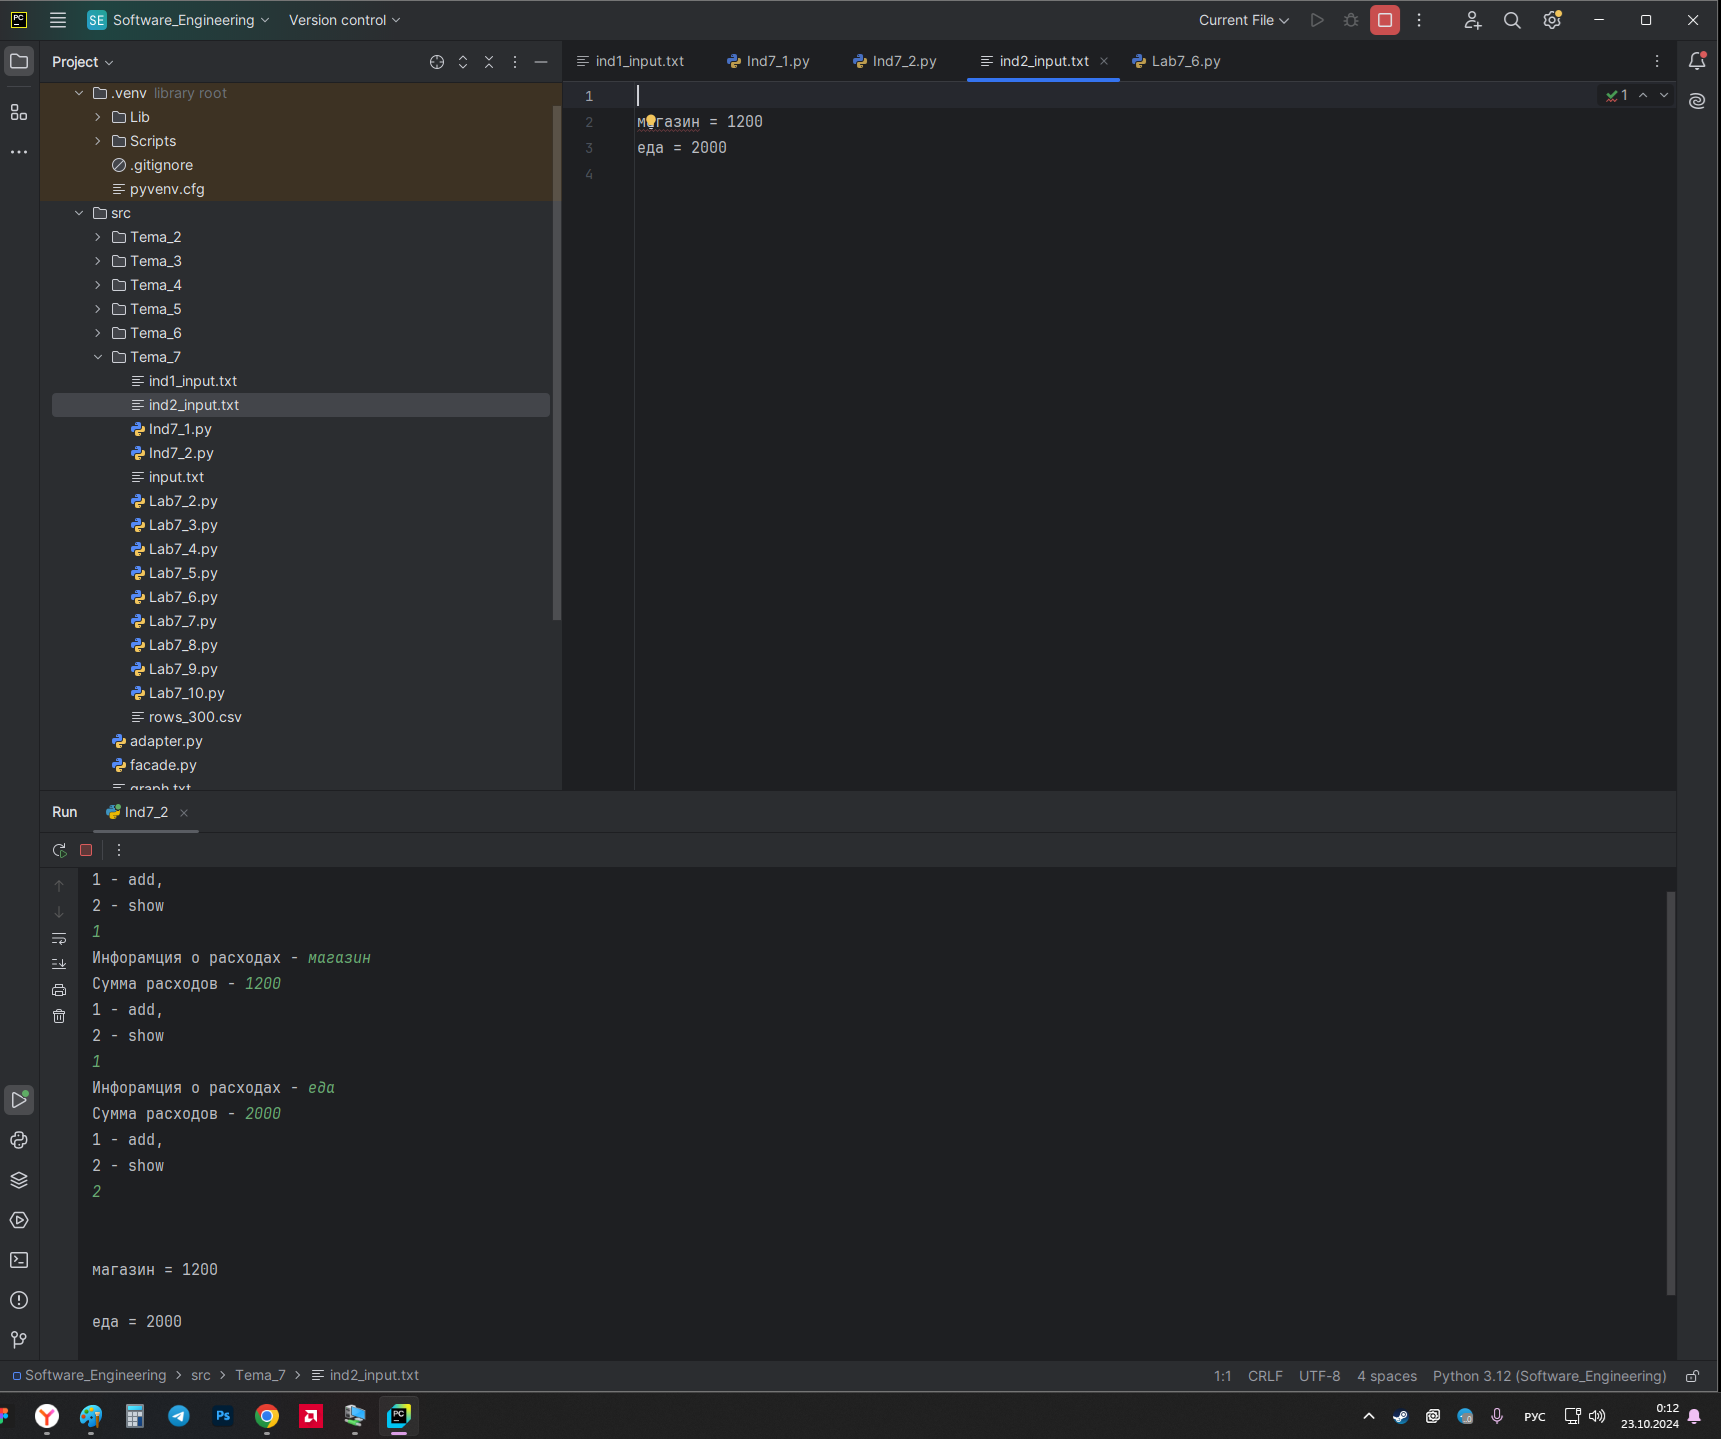 PC
SE Software_Engineering
Version control
Current File
Project
ind1_input.txt
Ind7_1.py
Ind7_2.py
ind2_input.txt
Lab7_6.py
.venv library root
Lib
Scripts
.gitignore
pyvenv.cfg
src
Tema_2
Tema_3
Tema_4
Tema_5
Tema_6
Tema_7
ind1_input.txt
ind2_input.txt
Ind7_1.py
Ind7_2.py
input.txt
Lab7_2.py
Lab7_3.py
Lab7_4.py
Lab7_5.py
Lab7_6.py
Lab7_7.py
Lab7_8.py
Lab7_9.py
Lab7_10.py
rows_300.csv
adapter.py
facade.py
graph.txt
1
1
2 магазин = 1200
3 еда = 2000
4
Run
Ind7_2
1 - add,
2 - show
1
Инфорамция о расходах - магазин
Сумма расходов - 1200
1 - add,
2 - show
1
Инфорамция о расходах - еда
Сумма расходов - 2000
1 - add,
2 - show
2
магазин = 1200
еда = 2000
Software_Engineering > src > Tema_7 > ind2_input.txt
1:1 CRLF UTF-8 4 spaces Python 3.12 (Software_Engineering)
Ps
PC
РУС
0:12
23.10.2024